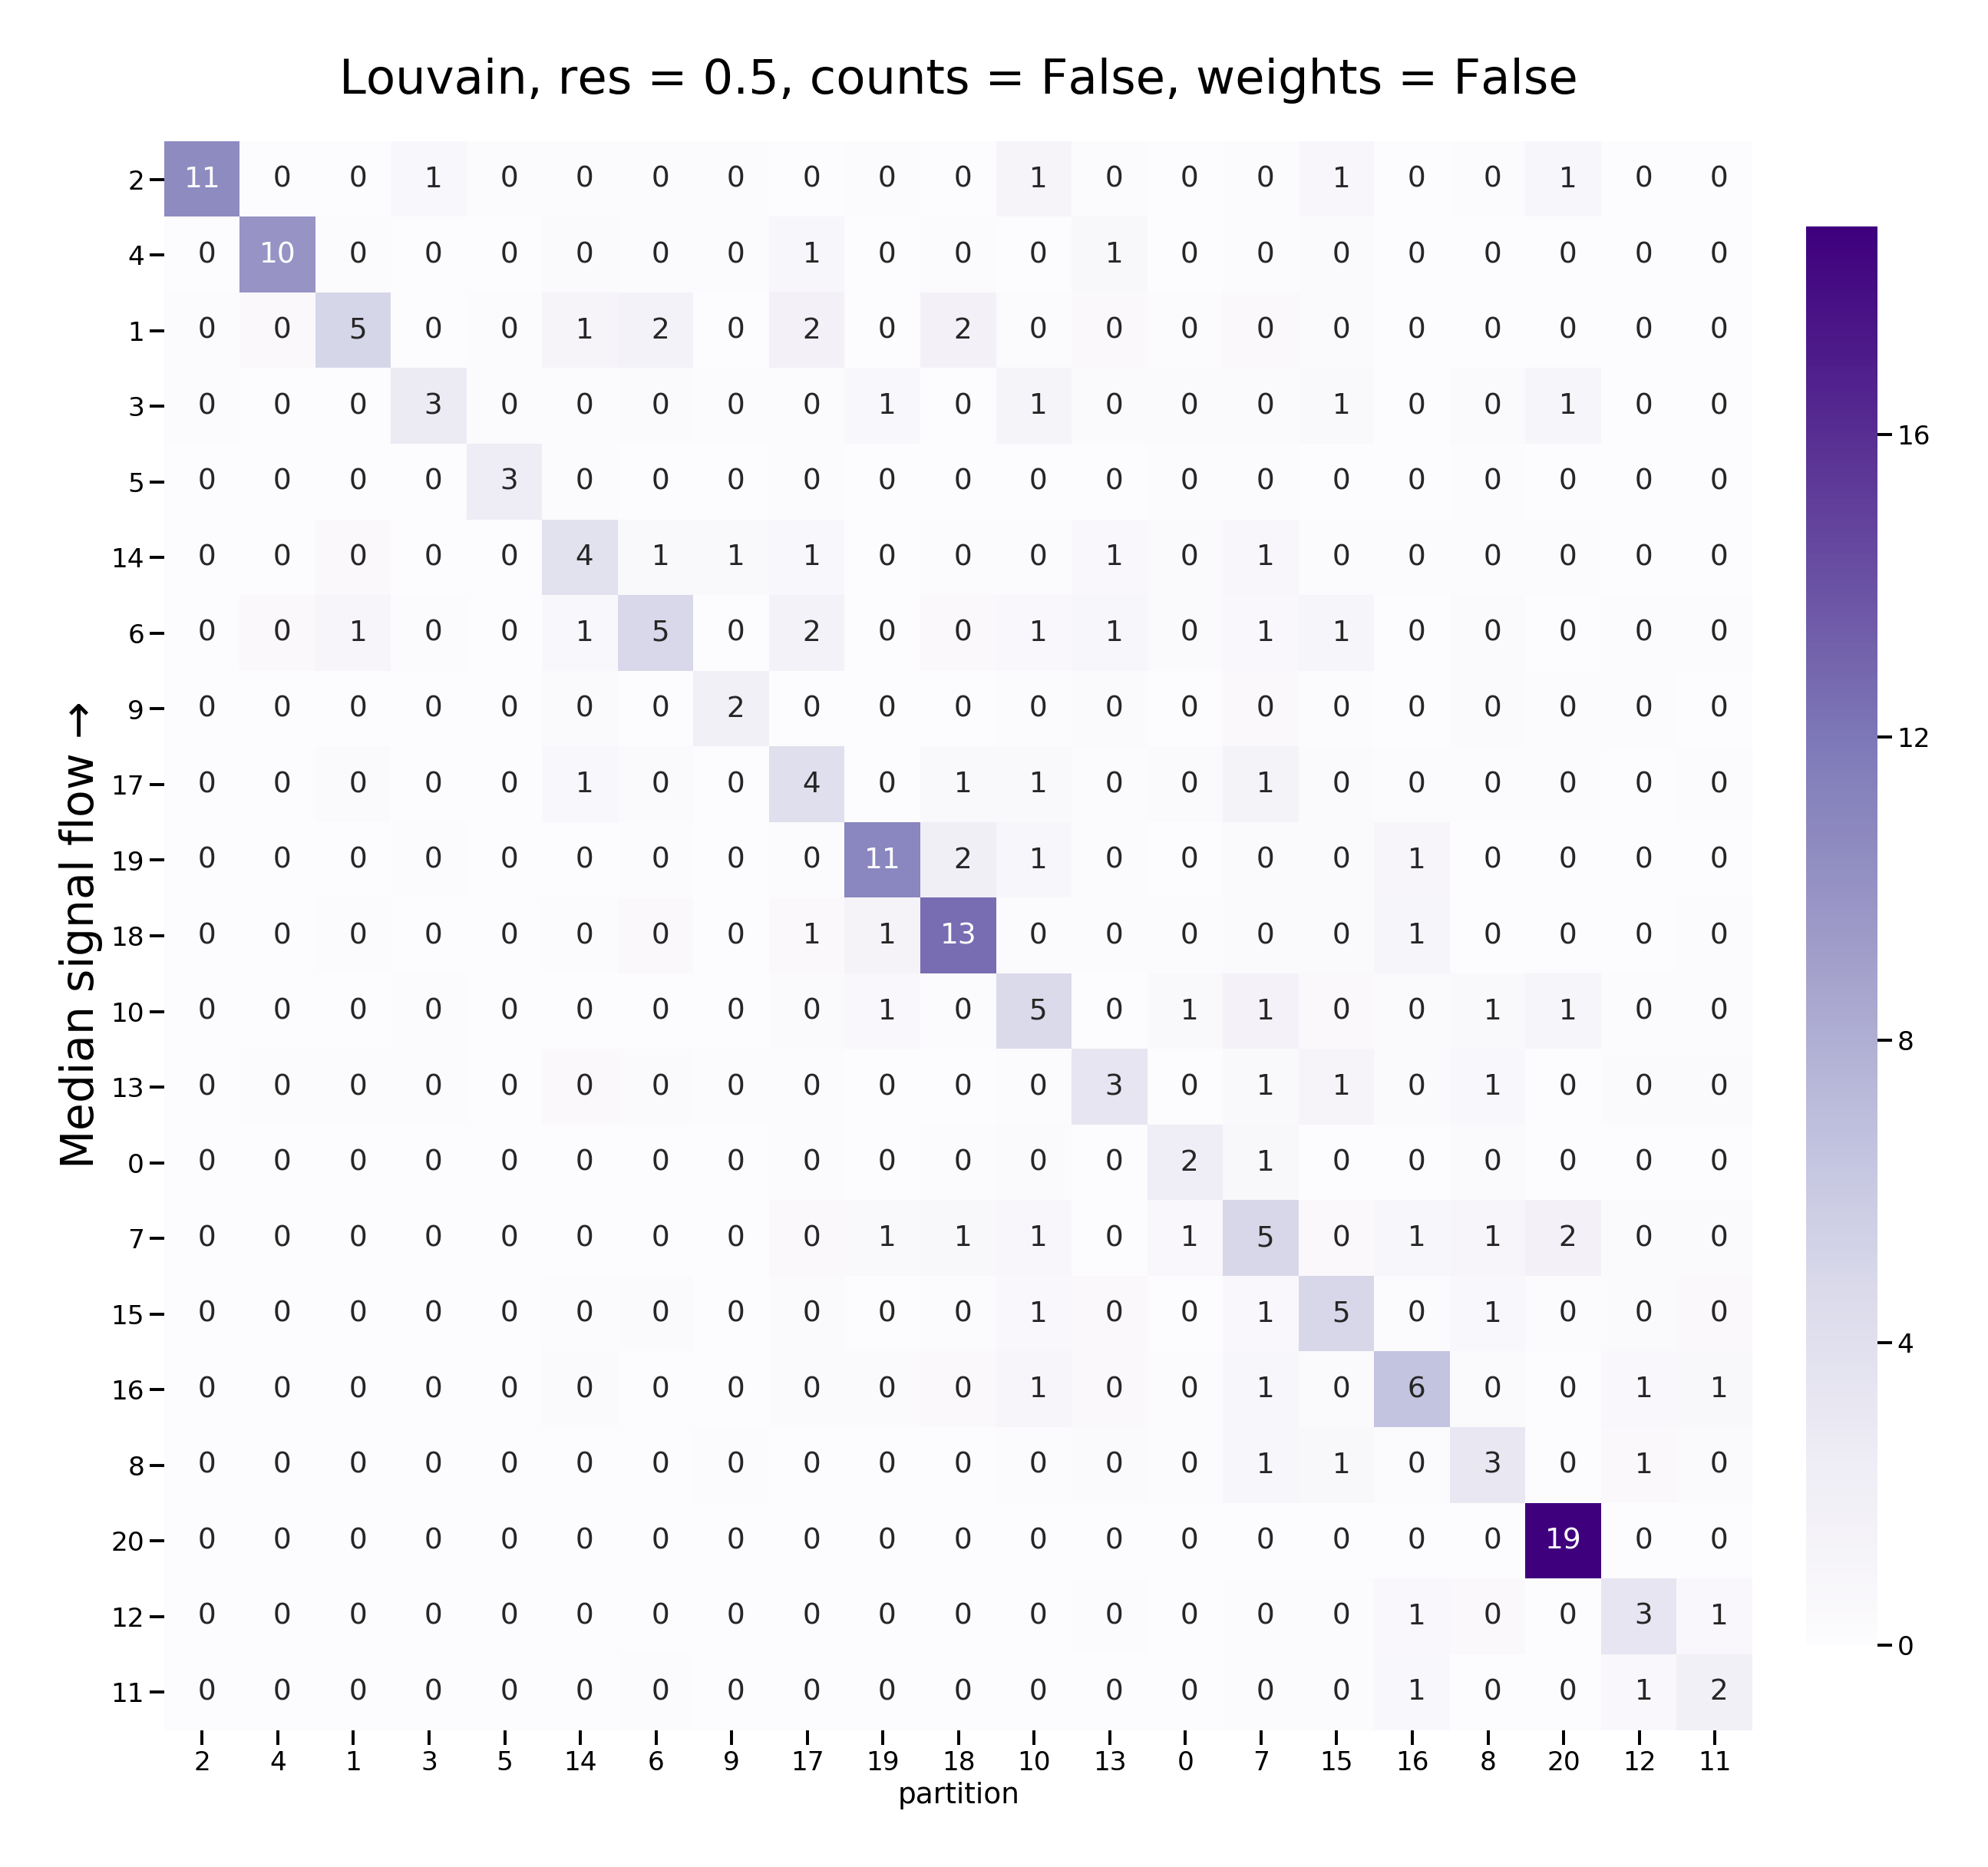 Louvain, res = 0.5, counts = False, weights = False
2 11 0 0 1 0 0 0 0 0 0 0 1 0 0 0 1 0 0 1 0 0
4 0 10 0 0 0 0 0 0 1 0 0 0 1 0 0 0 0 0 0 0 0
1 0 0 5 0 0 1 2 0 2 0 2 0 0 0 0 0 0 0 0 0 0
3 0 0 0 3 0 0 0 0 0 1 0 1 0 0 0 1 0 0 1 0 0
5 0 0 0 0 3 0 0 0 0 0 0 0 0 0 0 0 0 0 0 0 0
14 0 0 0 0 0 4 1 1 1 0 0 0 1 0 1 0 0 0 0 0 0
6 0 0 1 0 0 1 5 0 2 0 0 1 1 0 1 1 0 0 0 0 0
9 0 0 0 0 0 0 0 2 0 0 0 0 0 0 0 0 0 0 0 0 0
17 0 0 0 0 0 1 0 0 4 0 1 1 0 0 1 0 0 0 0 0 0
19 0 0 0 0 0 0 0 0 0 11 2 1 0 0 0 0 1 0 0 0 0
18 0 0 0 0 0 0 0 0 1 1 13 0 0 0 0 0 1 0 0 0 0
10 0 0 0 0 0 0 0 0 0 1 0 5 0 1 1 0 0 1 1 0 0
13 0 0 0 0 0 0 0 0 0 0 0 0 3 0 1 1 0 1 0 0 0
0 0 0 0 0 0 0 0 0 0 0 0 0 0 2 1 0 0 0 0 0 0
7 0 0 0 0 0 0 0 0 0 1 1 1 0 1 5 0 1 1 2 0 0
15 0 0 0 0 0 0 0 0 0 0 0 1 0 0 1 5 0 1 0 0 0
16 0 0 0 0 0 0 0 0 0 0 0 1 0 0 1 0 6 0 0 1 1
8 0 0 0 0 0 0 0 0 0 0 0 0 0 0 1 1 0 3 0 1 0
20 0 0 0 0 0 0 0 0 0 0 0 0 0 0 0 0 0 0 19 0 0
12 0 0 0 0 0 0 0 0 0 0 0 0 0 0 0 0 1 0 0 3 1
11 0 0 0 0 0 0 0 0 0 0 0 0 0 0 0 0 1 0 0 1 2
2 4 1 3 5 14 6 9 17 19 18 10 13 0 7 15 16 8 20 12 11
partition
Median signal flow →
16
12
8
4
0